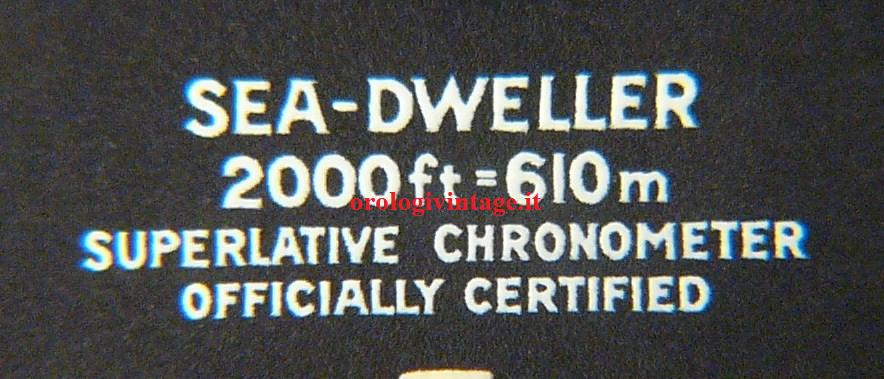 SEA-DWELLER
2000ft=610m
orologivintage.it
SUPERLATIVE CHRONOMETER
OFFICIALLY CERTIFIED